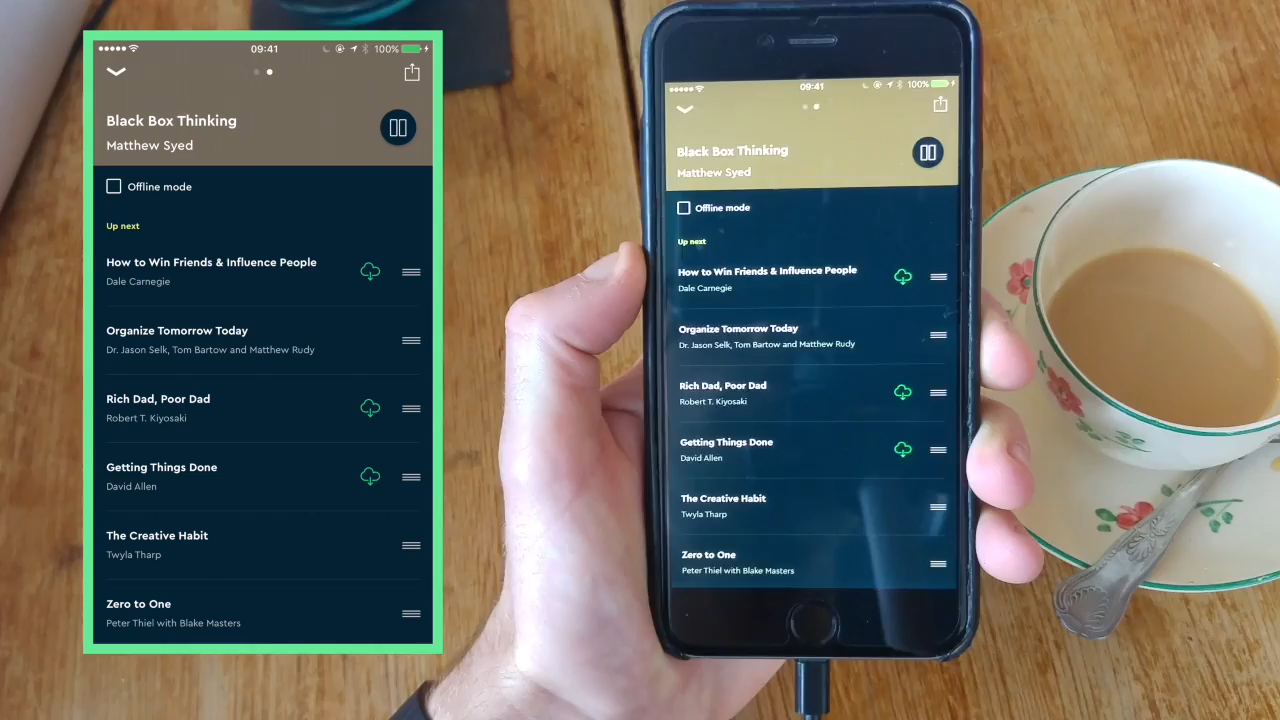 09:41
100%
Black Box Thinking
Matthew Syed
Offline mode
Up next
How to Win Friends & Influence People
Dale Carnegie
Organize Tomorrow Today
Dr. Jason Selk, Tom Bartow and Matthew Rudy
Rich Dad, Poor Dad
Robert T. Kiyosaki
Getting Things Done
David Allen
The Creative Habit
Twyla Tharp
Zero to One
Peter Thiel with Blake Masters
09:41
100%
Black Box Thinking
Matthew Syed
Offline mode
Up next
How to Win Friends & Influence People
Dale Carnegie
Organize Tomorrow Today
Dr. Jason Selk, Tom Bartow and Matthew Rudy
Rich Dad, Poor Dad
Robert T. Kiyosaki
Getting Things Done
David Allen
The Creative Habit
Twyla Tharp
Zero to One
Peter Thiel with Blake Masters